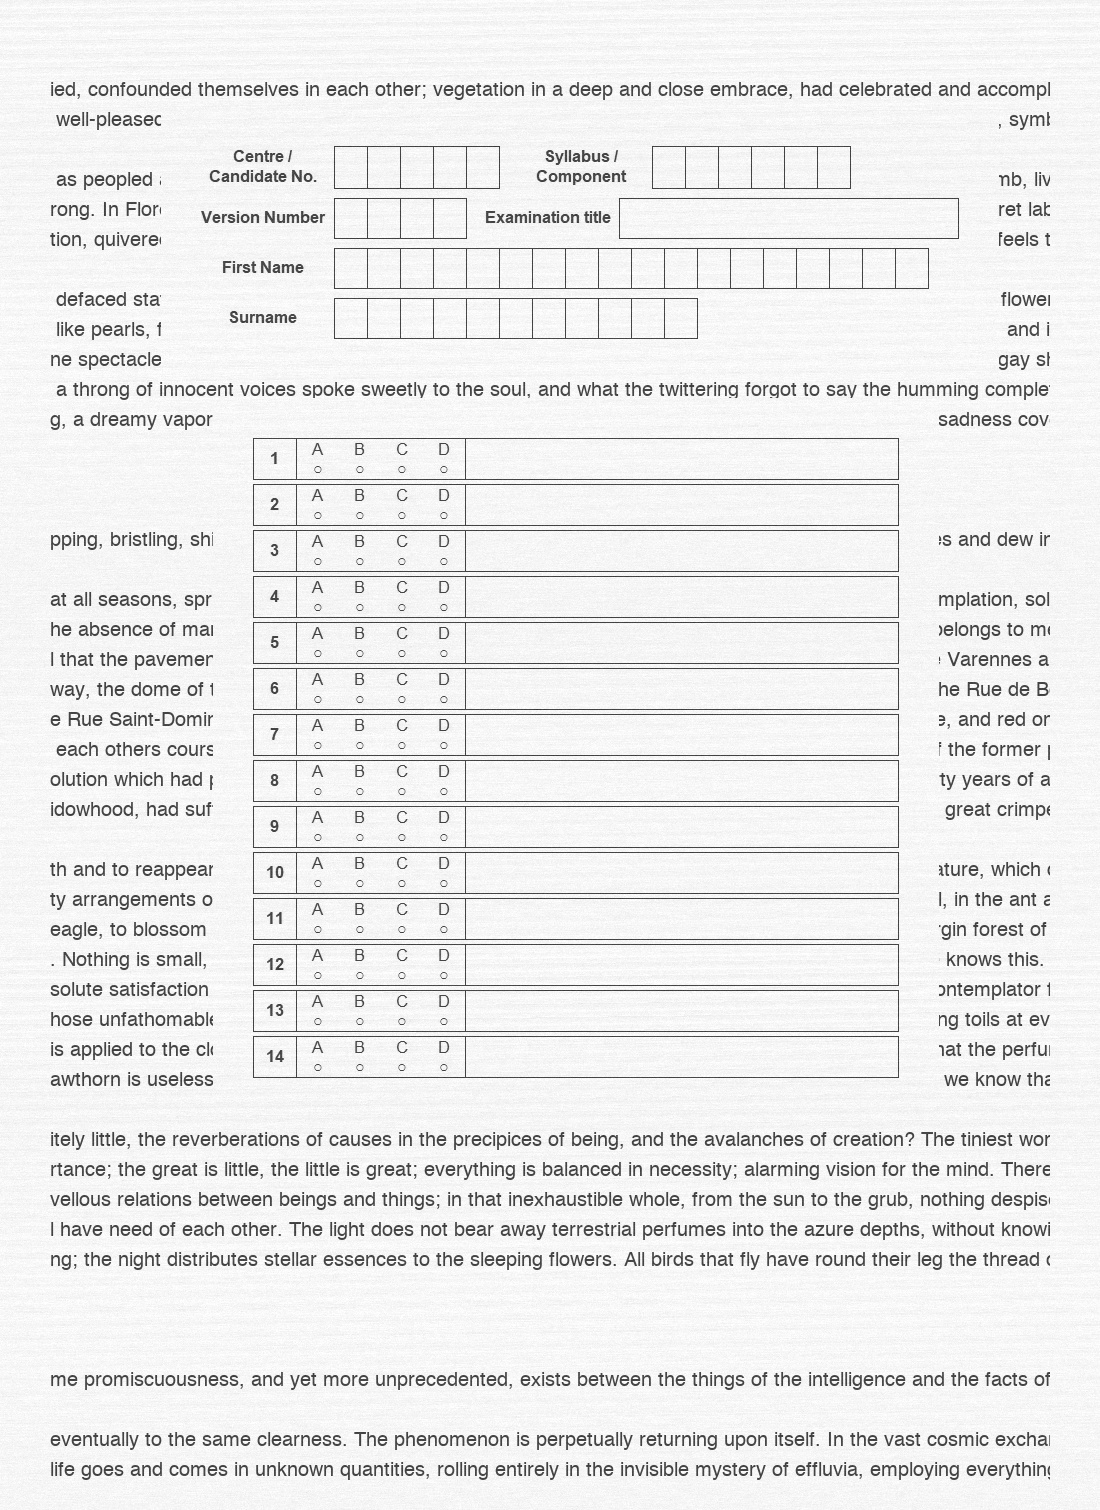 ied, confounded themselves in each other; vegetation in a deep and close embrace, had celebrated and accompl
well-pleased , symb
Centre / Candidate No. Syllabus / Component
as peopled mb, liv
Version Number Examination title
rong. In Flor ret lab
tion, quivered feels t
First Name
defaced sta flower
Surname
like pearls, f and i
ne spectacle gay sh
a throng of innocent voices spoke sweetly to the soul, and what the twittering forgot to say the humming comple
g, a dreamy vapor sadness cov
1 A B C D
2 A B C D
pping, bristling, shi es and dew in
3 A B C D
at all seasons, spr mplation, sol
4 A B C D
he absence of man belongs to me
5 A B C D
l that the pavemen Varennes a
way, the dome of t he Rue de B
6 A B C D
e Rue Saint-Domin e, and red or
7 A B C D
each others cours f the former p
olution which had p ty years of a
8 A B C D
idowhood, had suf great crimpe
9 A B C D
th and to reappear ature, which
10 A B C D
ty arrangements o l, in the ant a
11 A B C D
eagle, to blossom rgin forest of
. Nothing is small, knows this.
12 A B C D
solute satisfaction ontemplator f
13 A B C D
hose unfathomable ng toils at ev
is applied to the clo hat the perfu
14 A B C D
awthorn is useless we know tha
itely little, the reverberations of causes in the precipices of being, and the avalanches of creation? The tiniest wor
rtance; the great is little, the little is great; everything is balanced in necessity; alarming vision for the mind. There
vellous relations between beings and things; in that inexhaustible whole, from the sun to the grub, nothing despise
l have need of each other. The light does not bear away terrestrial perfumes into the azure depths, without knowi
ng; the night distributes stellar essences to the sleeping flowers. All birds that fly have round their leg the thread o
me promiscuousness, and yet more unprecedented, exists between the things of the intelligence and the facts of
eventually to the same clearness. The phenomenon is perpetually returning upon itself. In the vast cosmic exchan
life goes and comes in unknown quantities, rolling entirely in the invisible mystery of effluvia, employing everything